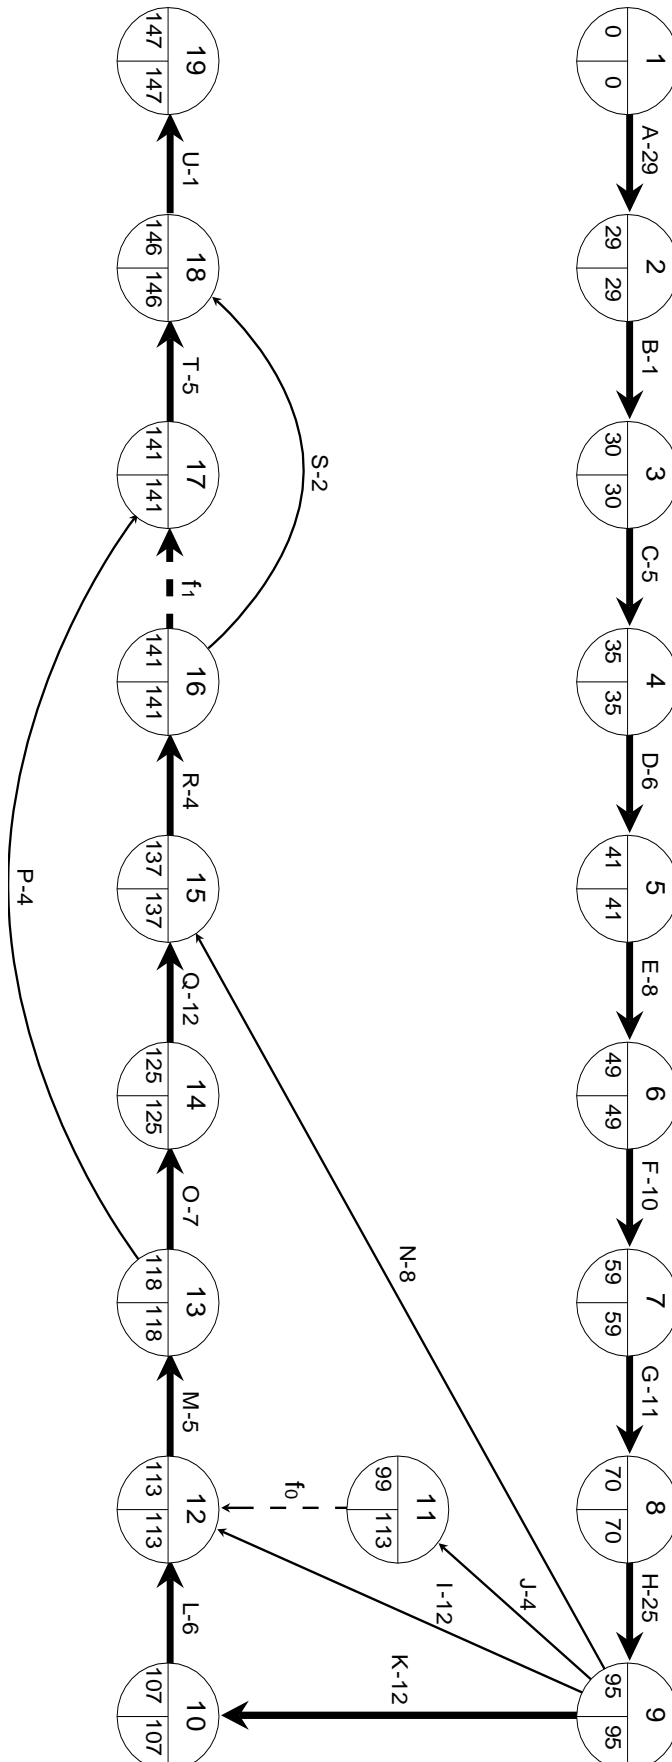 1
0 0
A-29
2
29 29
B-1
3
30 30
C-5
4
35 35
D-6
5
41 41
E-8
6
49 49
F-10
7
59 59
G-11
8
70 70
H-25
9
95 95
N-8
J-4
I-12
K-12
11
99 113
f0
19
147 147
U-1
18
146 146
T-5
S-2
17
141 141
f1
16
141 141
R-4
15
137 137
Q-12
14
125 125
O-7
13
118 118
M-5
12
113 113
L-6
10
107 107
P-4